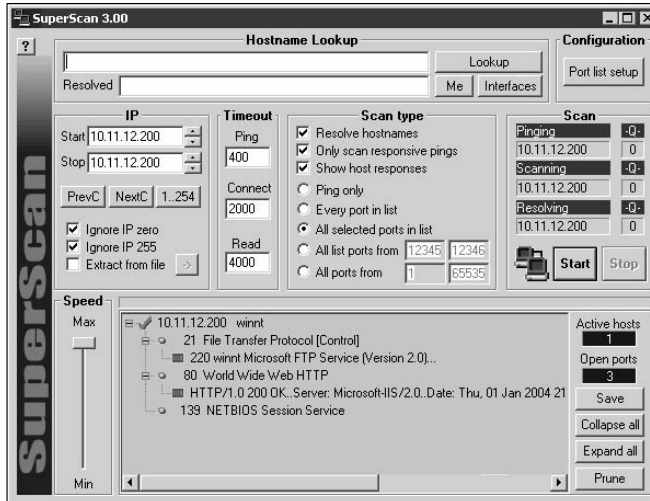 SuperScan 3.00
?
Hostname Lookup
Lookup
Resolved
Me
Interfaces
Configuration
Port list setup
IP
Start 10.11.12.200
Stop 10.11.12.200
PrevC
NextC
1..254
Ignore IP zero
Ignore IP 255
Extract from file
->
Timeout
Ping
400
Connect
2000
Read
4000
Scan type
Resolve hostnames
Only scan responsive pings
Show host responses
Ping only
Every port in list
All selected ports in list
All list ports from 12345 12346
All ports from 1 65535
Scan
Pinging -Q-
10.11.12.200 0
Scanning -Q-
10.11.12.200 0
Resolving -Q-
10.11.12.200 0
Start
Stop
SuperScan
Speed
Max
Min
10.11.12.200 winnt
21 File Transfer Protocol [Control]
220 winnt Microsoft FTP Service (Version 2.0)...
80 World Wide Web HTTP
HTTP/1.0 200 OK..Server: Microsoft-IIS/2.0..Date: Thu, 01 Jan 2004 21
139 NETBIOS Session Service
Active hosts
1
Open ports
3
Save
Collapse all
Expand all
Prune